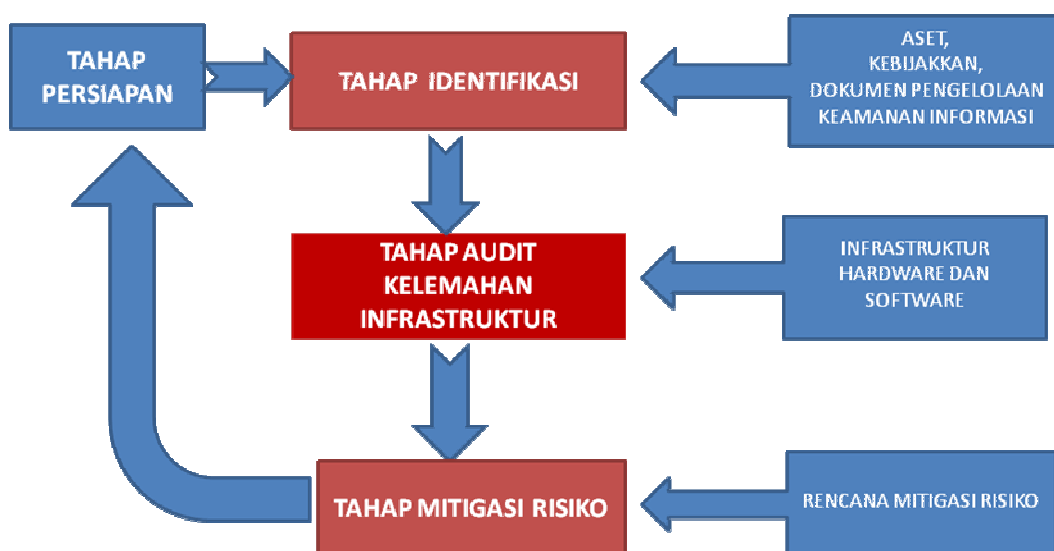 TAHAP
PERSIAPAN
TAHAP IDENTIFIKASI
ASET,
KEBIJAKKAN,
DOKUMEN PENGELOLAAN
KEAMANAN INFORMASI
TAHAP AUDIT
KELEMAHAN
INFRASTRUKTUR
INFRASTRUKTUR
HARDWARE DAN
SOFTWARE
TAHAP MITIGASI RISIKO
RENCANA MITIGASI RISIKO